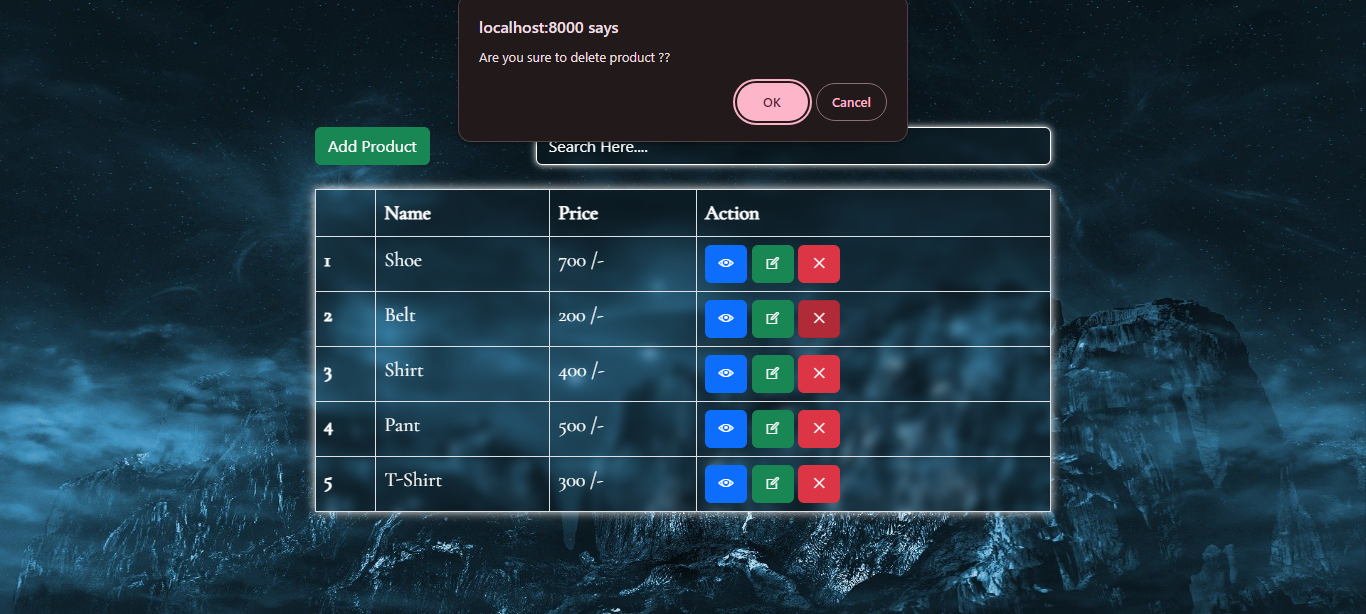 localhost:8000 says
Are you sure to delete product ??
OK Cancel
Add Product Search Here....
Name Price Action
1 Shoe 700 /-
2 Belt 200 /-
3 Shirt 400 /-
4 Pant 500 /-
5 T-Shirt 300 /-